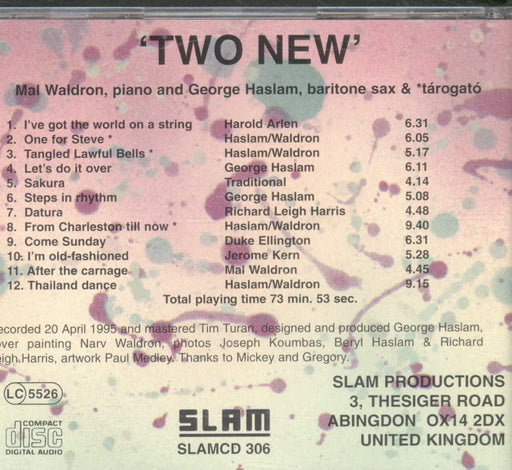 ‘TWO NEW’
Mal Waldron, piano and George Haslam, baritone sax & *tárogató
1. I've got the world on a string Harold Arlen 6.31
2. One for Steve * Haslam/Waldron 6.05
3. Tangled Lawful Bells * Haslam/Waldron 5.17
4. Let's do it over George Haslam 6.11
5. Sakura Traditional 4.14
6. Steps in rhythm George Haslam 5.08
7. Datura Richard Leigh Harris 4.48
8. From Charleston till now * Haslam/Waldron 9.40
9. Come Sunday Duke Ellington 6.31
10. I'm old-fashioned Jerome Kern 5.28
11. After the carnage Mal Waldron 4.45
12. Thailand dance Haslam/Waldron 9.15
Total playing time 73 min. 53 sec.
ecorded 20 April 1995 and mastered Tim Turan, designed and produced George Haslam,
over painting Narv Waldron, photos Joseph Koumbas, Beryl Haslam & Richard
eigh Harris, artwork Paul Medley. Thanks to Mickey and Gregory.
LC 5526
COMPACT
disc
DIGITAL AUDIO
SLAM
SLAMCD 306
SLAM PRODUCTIONS
3, THESIGER ROAD
ABINGDON OX14 2DX
UNITED KINGDOM